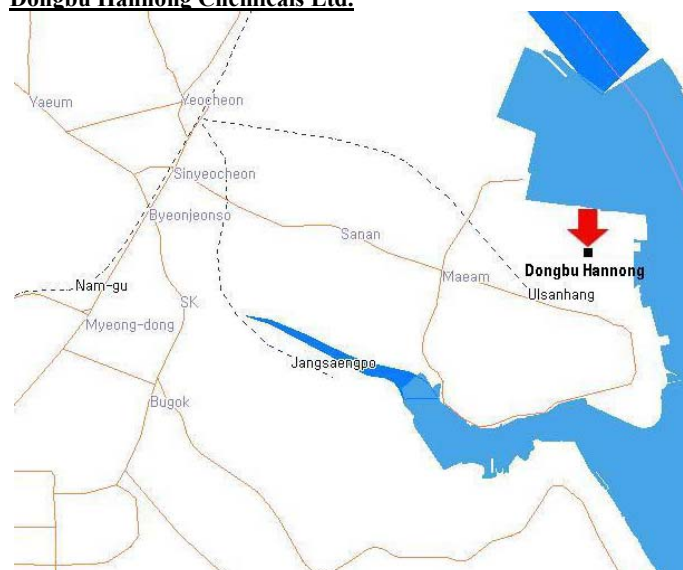 Dongbu Hannong Chemicals Ltd.
Yaeum
Yeocheon
Sinyeocheon
Byeonjeonso
Sanan
Maeam
Dongbu Hannong
Ulsanhang
Nam-gu
SK
Myeong-dong
Jangsaengpo
Bugok